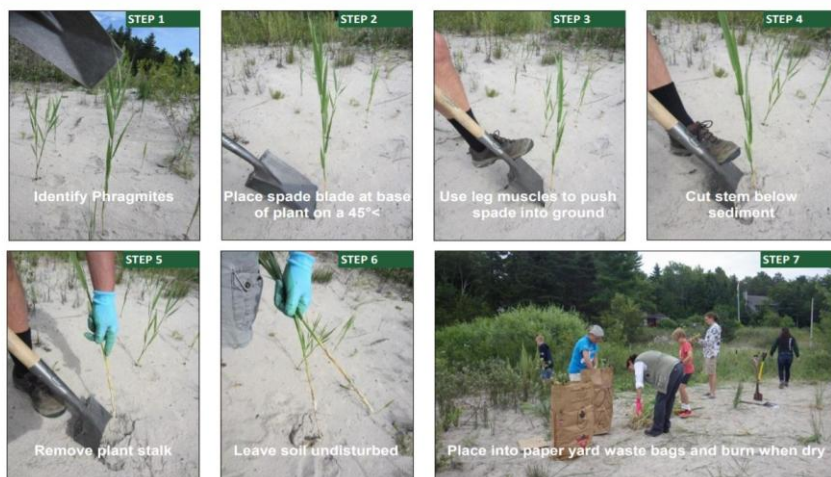 STEP 1
Identify Phragmites
STEP 2
Place spade blade at base
of plant on a 45°<
STEP 3
Use leg muscles to push
spade into ground
STEP 4
Cut stem below
sediment
STEP 5
Remove plant stalk
STEP 6
Leave soil undisturbed
STEP 7
Place into paper yard waste bags and burn when dry